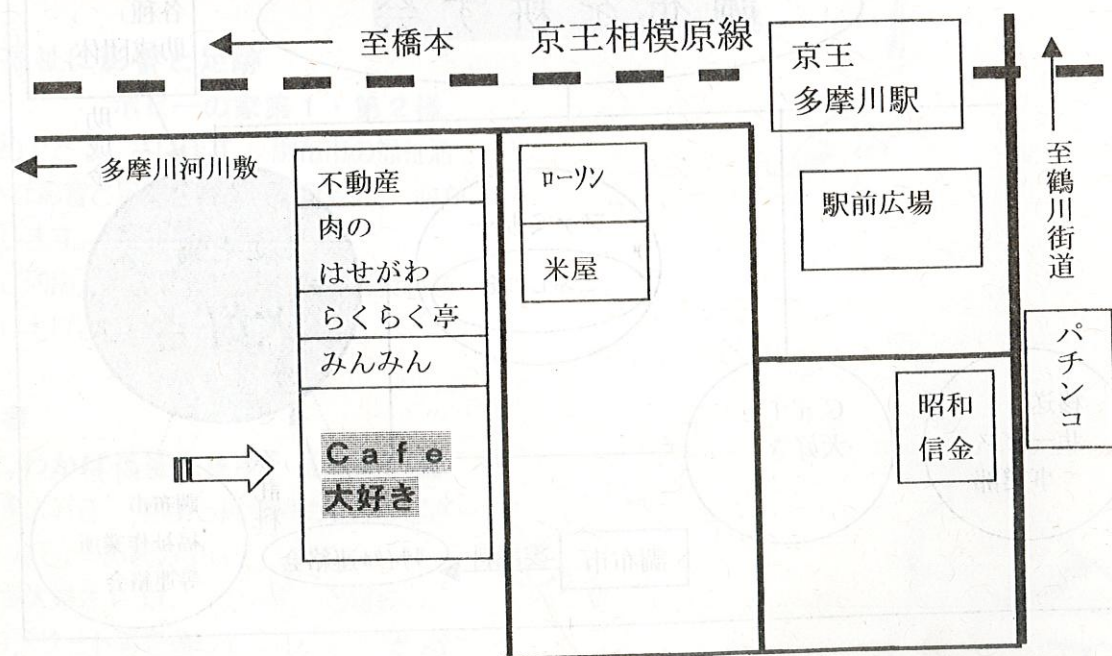 至橋本
京王相模原線
京王
多摩川駅
多摩川河川敷
不動産
肉の
はせがわ
らくらく亭
みんみん
Cafe
大好き
ローソン
米屋
駅前広場
至鶴川街道
パチンコ
昭和
信金